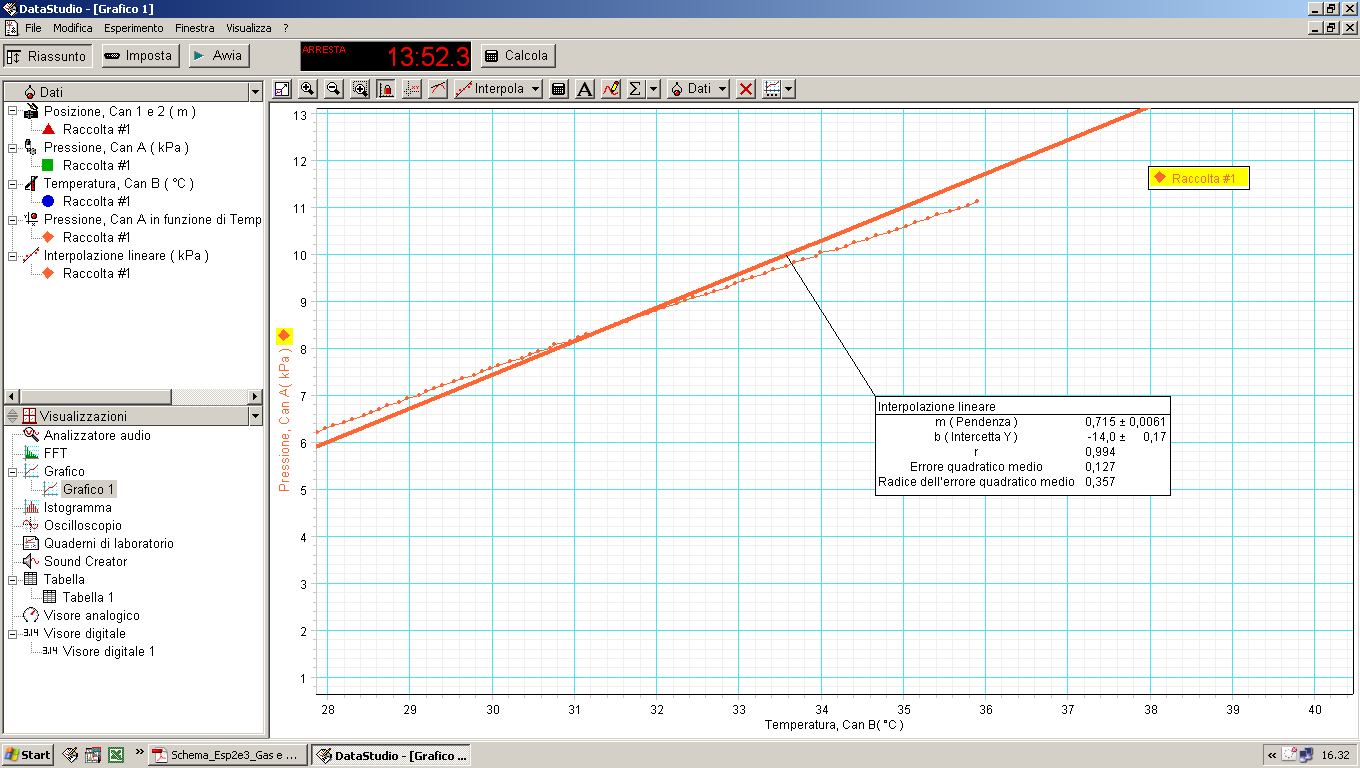 DataStudio - [Grafico 1]
File Modifica Esperimento Finestra Visualizza ?
Riassunto Imposta Avvia ARRESTA 13:52.3 Calcola
Dati
Posizione, Can 1 e 2 ( m )
Raccolta #1
Pressione, Can A ( kPa )
Raccolta #1
Temperatura, Can B ( °C )
Raccolta #1
Pressione, Can A in funzione di Temp
Raccolta #1
Interpolazione lineare ( kPa )
Raccolta #1
Visualizzazioni
Analizzatore audio
FFT
Grafico
Grafico 1
Istogramma
Oscilloscopio
Quaderni di laboratorio
Sound Creator
Tabella
Tabella 1
Visore analogico
3.14 Visore digitale
3.14 Visore digitale 1
Interpola A Σ Dati
13
12
11
10
9
8
7
6
5
4
3
2
1
Pressione, Can A( kPa )
Raccolta #1
Interpolazione lineare
m ( Pendenza ) 0,715 ± 0,0061
b ( Intercetta Y ) -14,0 ± 0,17
r 0,994
Errore quadratico medio 0,127
Radice dell'errore quadratico medio 0,357
28 29 30 31 32 33 34 35 36 37 38 39 40
Temperatura, Can B( °C )
Start » Schema_Esp2e3_Gas e ... DataStudio - [Grafico ... « 16.32